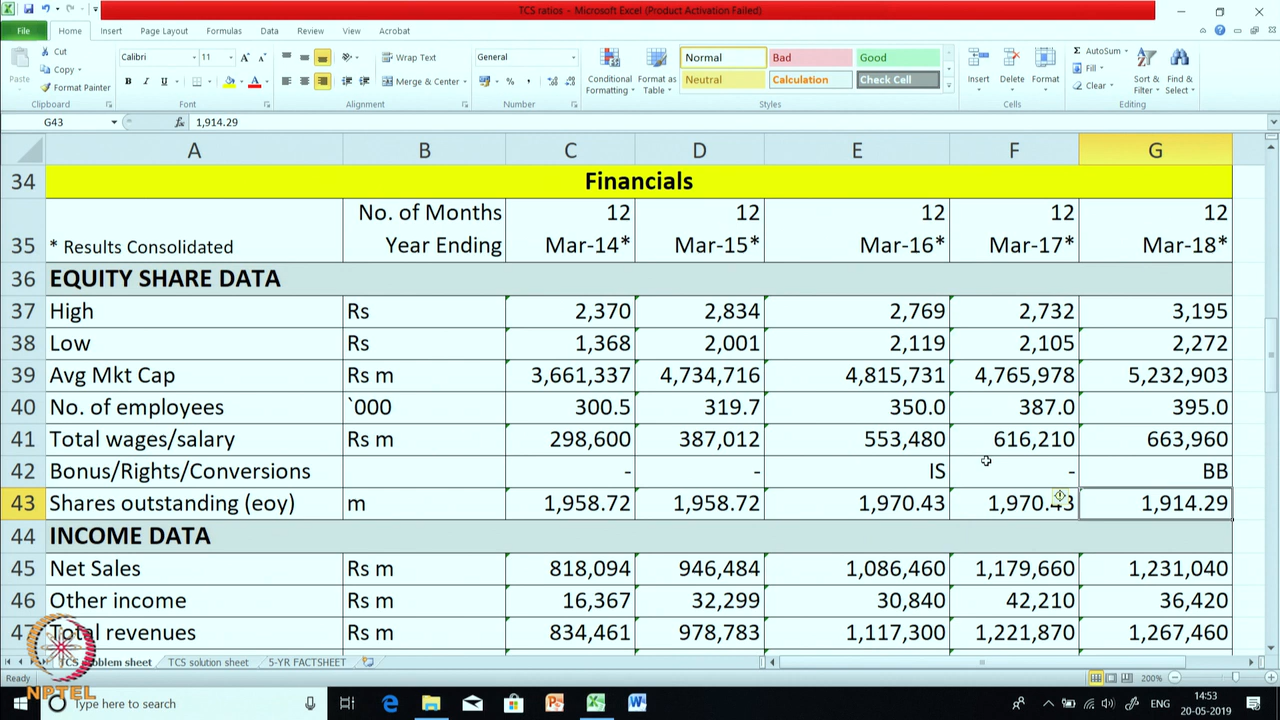 TCS ratios - Microsoft Excel (Product Activation Failed)
File Home Insert Page Layout Formulas Data Review View Acrobat
Paste Cut Copy Format Painter Clipboard
Calibri 11 B I U Font
Wrap Text Merge & Center Alignment
General % , Number
Conditional Formatting Format as Table
Normal Bad Good
Neutral Calculation Check Cell
Styles
Insert Delete Format Cells
AutoSum Fill Clear Sort & Filter Find & Select Editing
G43 fx 1,914.29
A B C D E F G
34 Financials
No. of Months 12 12 12 12 12
35 * Results Consolidated Year Ending Mar-14* Mar-15* Mar-16* Mar-17* Mar-18*
36 EQUITY SHARE DATA
37 High Rs 2,370 2,834 2,769 2,732 3,195
38 Low Rs 1,368 2,001 2,119 2,105 2,272
39 Avg Mkt Cap Rs m 3,661,337 4,734,716 4,815,731 4,765,978 5,232,903
40 No. of employees `000 300.5 319.7 350.0 387.0 395.0
41 Total wages/salary Rs m 298,600 387,012 553,480 616,210 663,960
42 Bonus/Rights/Conversions - - IS - BB
43 Shares outstanding (eoy) m 1,958.72 1,958.72 1,970.43 1,970.43 1,914.29
44 INCOME DATA
45 Net Sales Rs m 818,094 946,484 1,086,460 1,179,660 1,231,040
46 Other income Rs m 16,367 32,299 30,840 42,210 36,420
47 Total revenues Rs m 834,461 978,783 1,117,300 1,221,870 1,267,460
TCS problem sheet TCS solution sheet 5-YR FACTSHEET
Ready 200%
NPTEL
Type here to search
ENG 14:53
20-05-2019